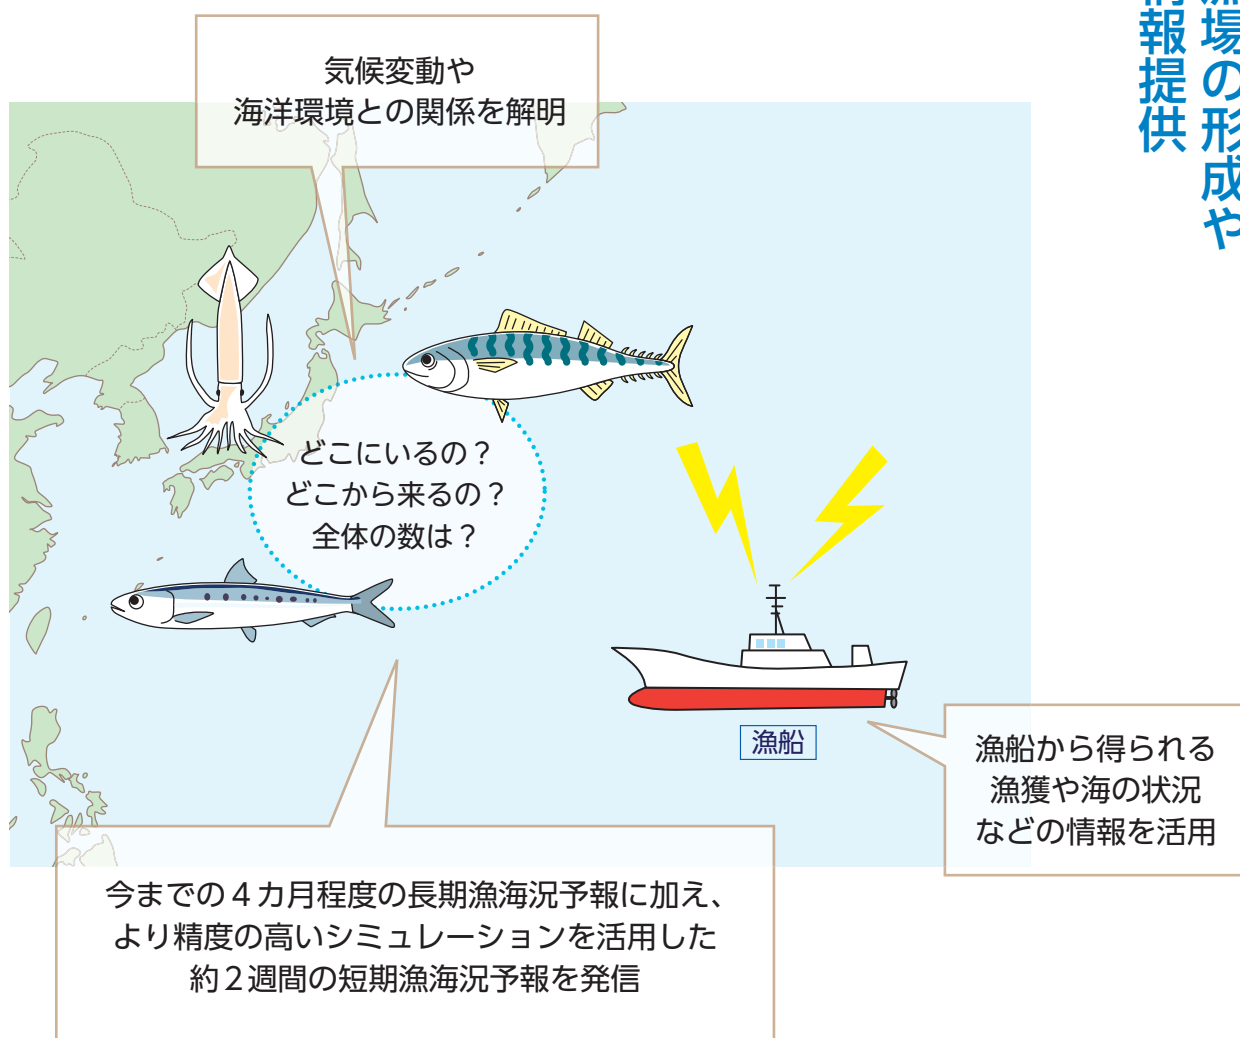 場の形成や
報提供
気候変動や
海洋環境との関係を解明
どこにいるの？
どこから来るの？
全体の数は？
漁船
漁船から得られる
漁獲や海の状況
などの情報を活用
今までの４カ月程度の長期漁海況予報に加え、
より精度の高いシミュレーションを活用した
約２週間の短期漁海況予報を発信